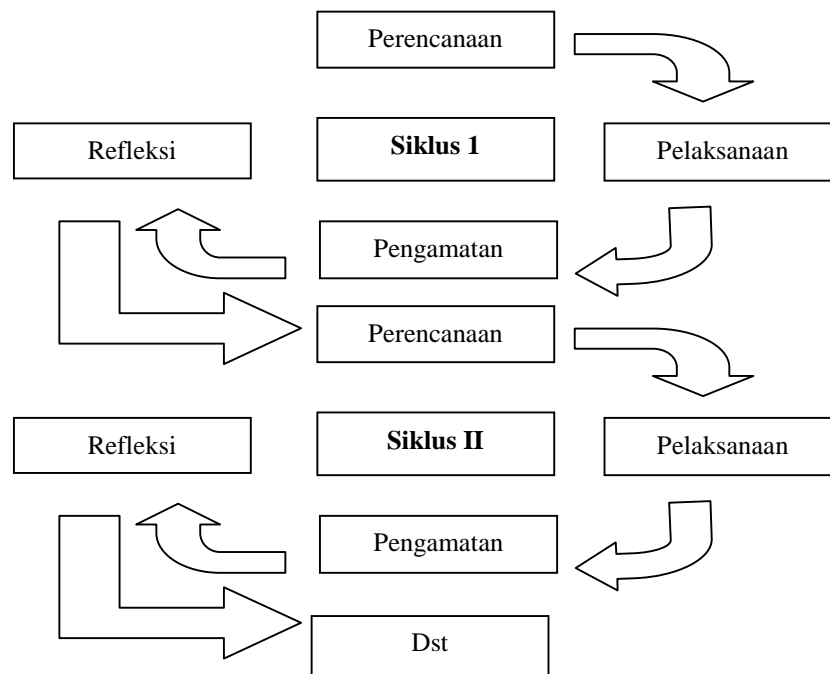 Perencanaan
Refleksi
Siklus 1
Pelaksanaan
Pengamatan
Perencanaan
Refleksi
Siklus II
Pelaksanaan
Pengamatan
Dst